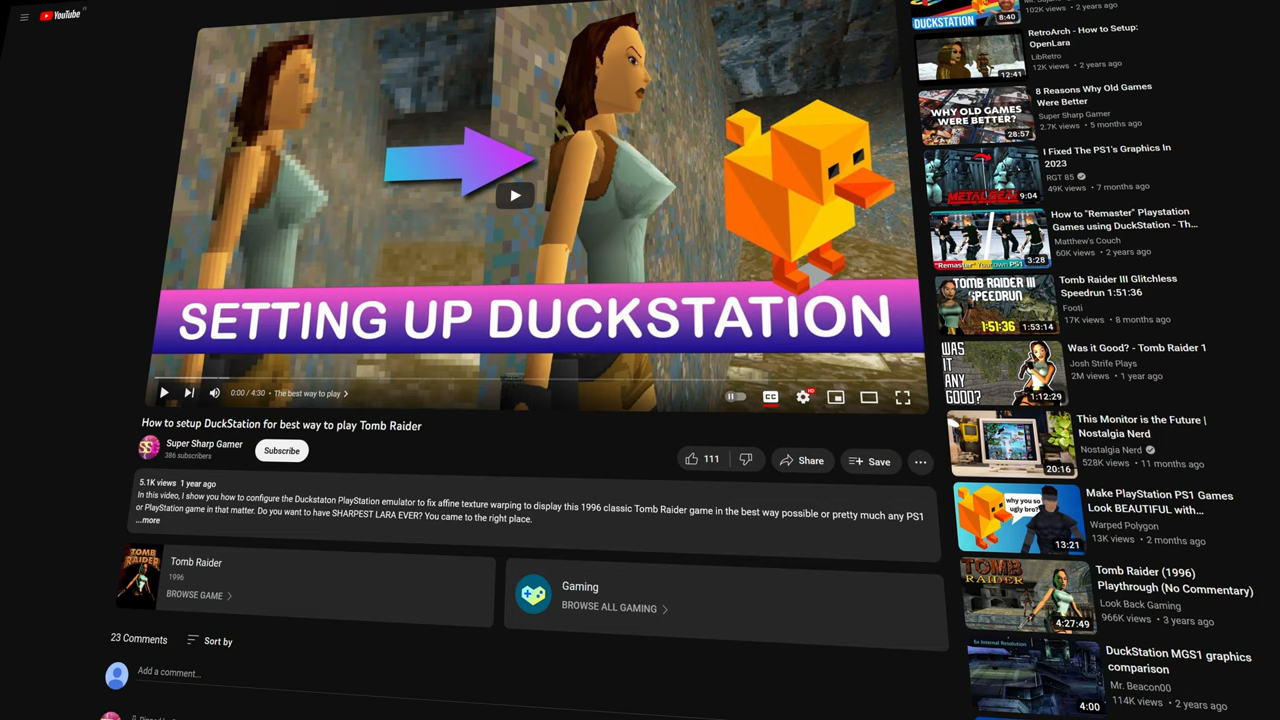 YouTube
SETTING UP DUCKSTATION
0:00 / 4:30 • The best way to play
CC
HD
How to setup DuckStation for best way to play Tomb Raider
SS
Super Sharp Gamer
386 subscribers
Subscribe
111
Share
Save
5.1K views 1 year ago
In this video, I show you how to configure the Duckstaton PlayStation emulator to fix affine texture warping to display this 1996 classic Tomb Raider game in the best way possible or pretty much any PS1
or PlayStation game in that matter. Do you want to have SHARPEST LARA EVER? You came to the right place.
...more
TOMB
RAIDER
Tomb Raider
1996
BROWSE GAME
Gaming
BROWSE ALL GAMING
23 Comments
Sort by
Add a comment...
DUCKSTATION
8:40
102K views • 2 years ago
12:41
RetroArch - How to Setup:
OpenLara
LibRetro
12K views • 2 years ago
WHY OLD GAMES
WERE BETTER?
28:57
8 Reasons Why Old Games
Were Better
Super Sharp Gamer
2.7K views • 5 months ago
METAL GEAR
9:04
I Fixed The PS1's Graphics In
2023
RGT 85
49K views • 7 months ago
"Remaster" Your own PS1
3:28
How to "Remaster" Playstation
Games using DuckStation - Th...
Matthew's Couch
60K views • 2 years ago
TOMB RAIDER III
SPEEDRUN
1:51:36
1:53:14
Tomb Raider III Glitchless
Speedrun 1:51:36
Footi
17K views • 8 months ago
WAS
IT
ANY
GOOD?
1:12:29
Was it Good? - Tomb Raider 1
Josh Strife Plays
2M views • 1 year ago
20:16
This Monitor is the Future |
Nostalgia Nerd
Nostalgia Nerd
528K views • 11 months ago
why you so
ugly bro?
13:21
Make PlayStation PS1 Games
Look BEAUTIFUL with...
Warped Polygon
13K views • 2 months ago
TOMB
RAIDER
4:27:49
Tomb Raider (1996)
Playthrough (No Commentary)
Look Back Gaming
966K views • 3 years ago
5x Internal Resolution
4:00
DuckStation MGS1 graphics
comparison
Mr. Beacon00
114K views • 2 years ago